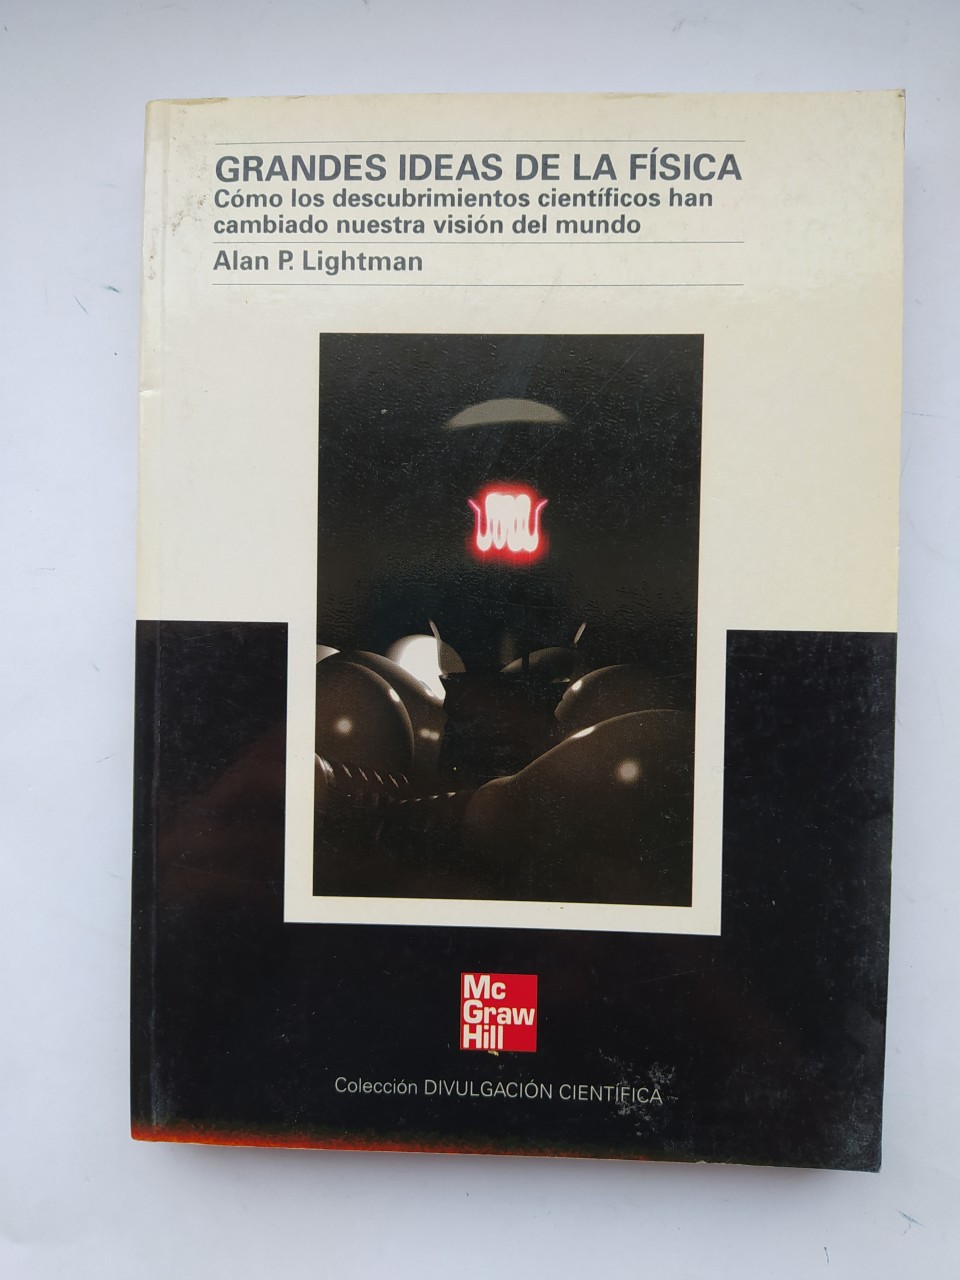 GRANDES IDEAS DE LA FÍSICA
Cómo los descubrimientos científicos han
cambiado nuestra visión del mundo
Alan P. Lightman
Mc
Graw
Hill
Colección DIVULGACIÓN CIENTÍFICA